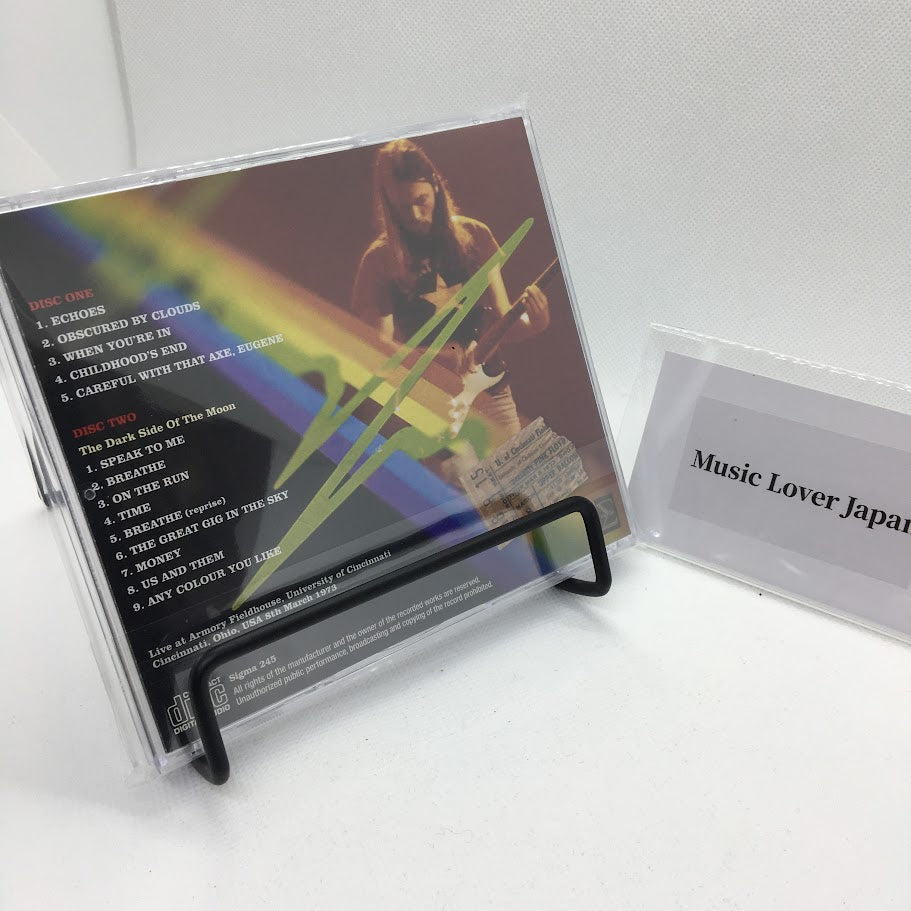 DISC ONE
1. ECHOES
2. OBSCURED BY CLOUDS
3. WHEN YOU'RE IN
4. CHILDHOOD'S END
5. CAREFUL WITH THAT AXE, EUGENE
DISC TWO
The Dark Side Of The Moon
1. SPEAK TO ME
2. BREATHE
3. ON THE RUN
4. TIME
5. BREATHE (reprise)
6. THE GREAT GIG IN THE SKY
7. MONEY
8. US AND THEM
9. ANY COLOUR YOU LIKE
Live at Armory Fieldhouse, University of Cincinnati
Cincinnati, Ohio, USA 8th March 1973
Sigma 245
All rights of the manufacturer and the owner of the recorded works are reserved.
Unauthorized public performance, broadcasting and copying of the record prohibited.
disc
Music Lover Japan